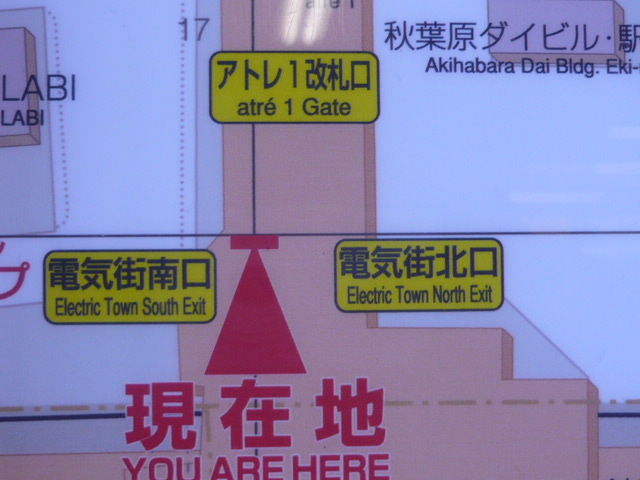 17
LABI
LABI
アトレ1改札口
atré 1 Gate
秋葉原ダイビル・駅
Akihabara Dai Bldg. Eki-
電気街南口
Electric Town South Exit
電気街北口
Electric Town North Exit
プ
現在地
YOU ARE HERE